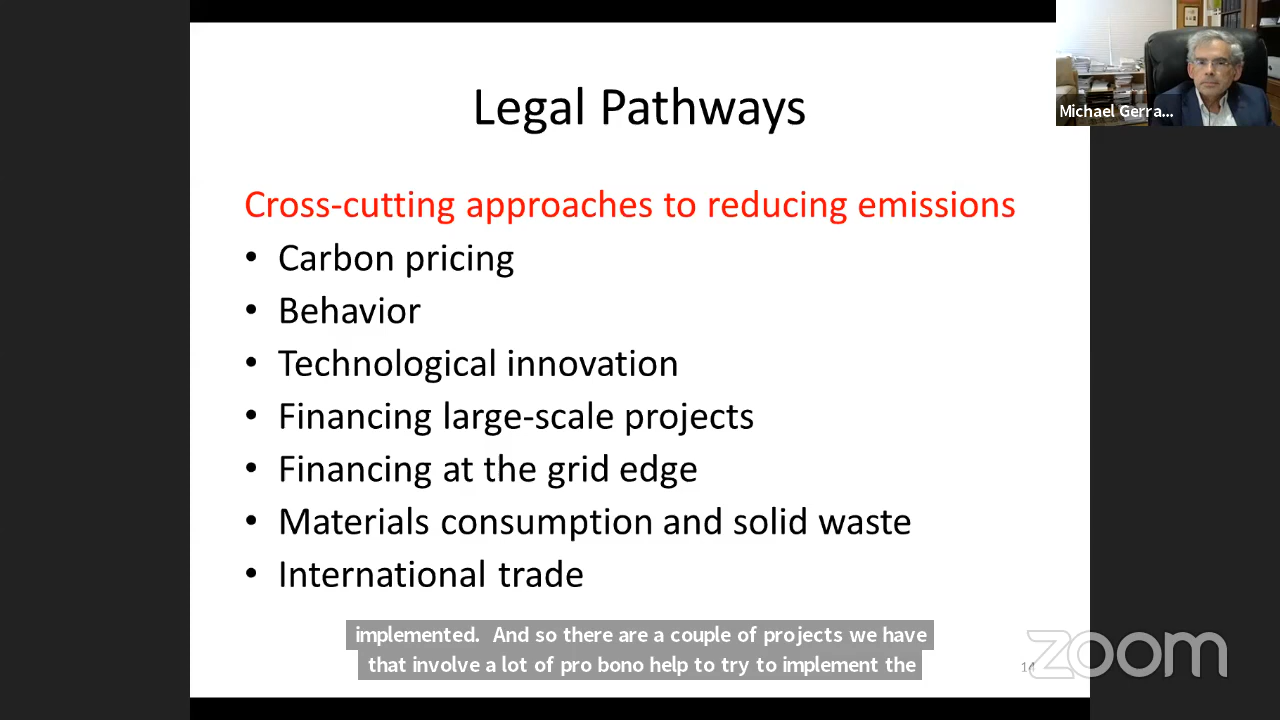 Legal Pathways
Michael Gerra...
Cross-cutting approaches to reducing emissions
• Carbon pricing
• Behavior
• Technological innovation
• Financing large-scale projects
• Financing at the grid edge
• Materials consumption and solid waste
• International trade
implemented. And so there are a couple of projects we have
that involve a lot of pro bono help to try to implement the
14
zoom